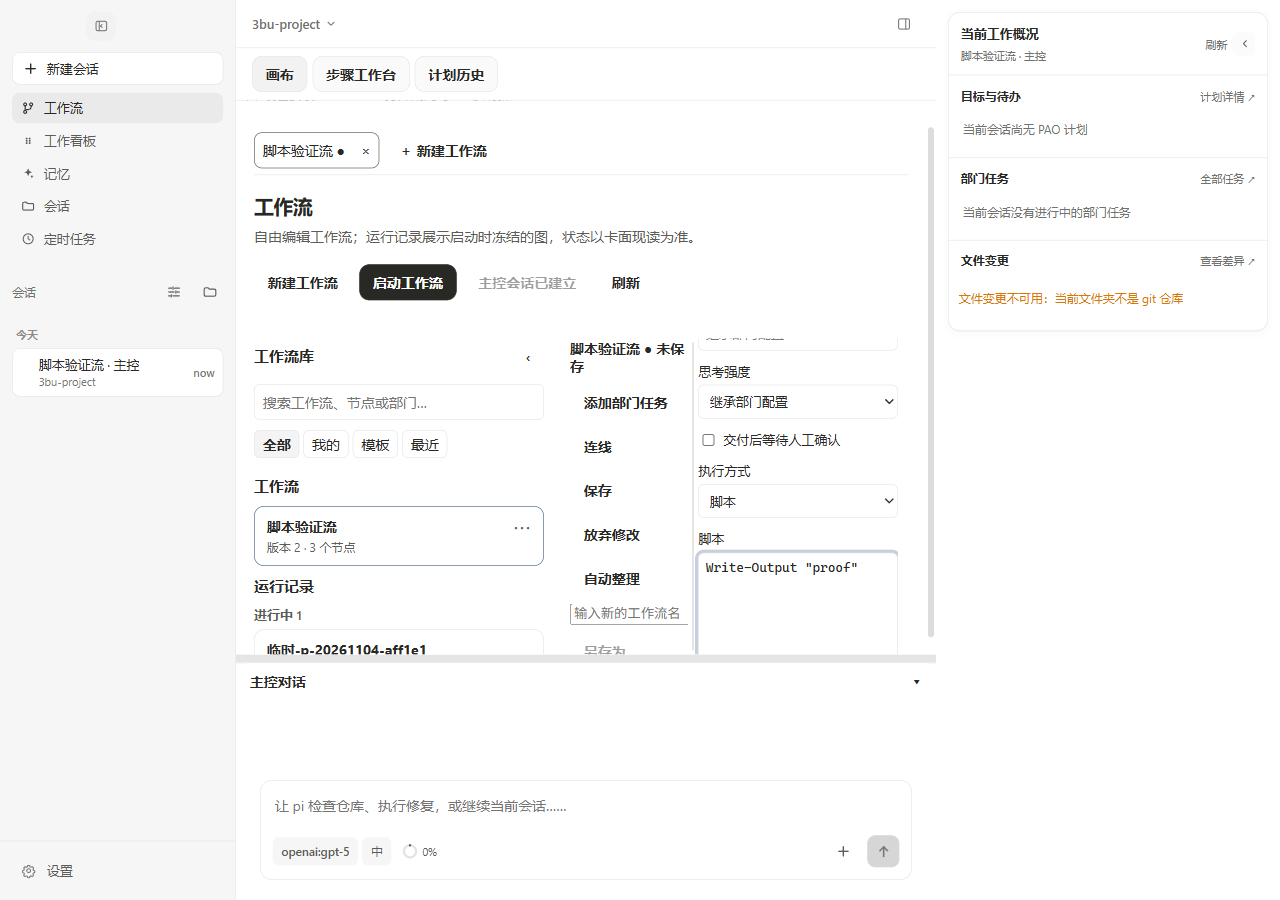 新建会话
工作流
工作看板
记忆
会话
定时任务
会话
今天
脚本验证流 · 主控
3bu-project
now
设置
3bu-project
画布
步骤工作台
计划历史
脚本验证流 ●
×
+ 新建工作流
工作流
自由编辑工作流；运行记录展示启动时冻结的图，状态以卡面现读为准。
新建工作流
启动工作流
主控会话已建立
刷新
工作流库
搜索工作流、节点或部门...
全部
我的
模板
最近
工作流
脚本验证流
版本 2 · 3 个节点
运行记录
进行中 1
临时-p-20261104-aff1e1
脚本验证流 ● 未保
存
添加部门任务
连线
保存
放弃修改
自动整理
输入新的工作流名
另存为
思考强度
继承部门配置
交付后等待人工确认
执行方式
脚本
脚本
Write-Output "proof"
主控对话
让 pi 检查仓库、执行修复，或继续当前会话......
openai:gpt-5
中
0%
当前工作概况
脚本验证流 · 主控
刷新
目标与待办
计划详情 ↗
当前会话尚无 PAO 计划
部门任务
全部任务 ↗
当前会话没有进行中的部门任务
文件变更
查看差异 ↗
文件变更不可用：当前文件夹不是 git 仓库